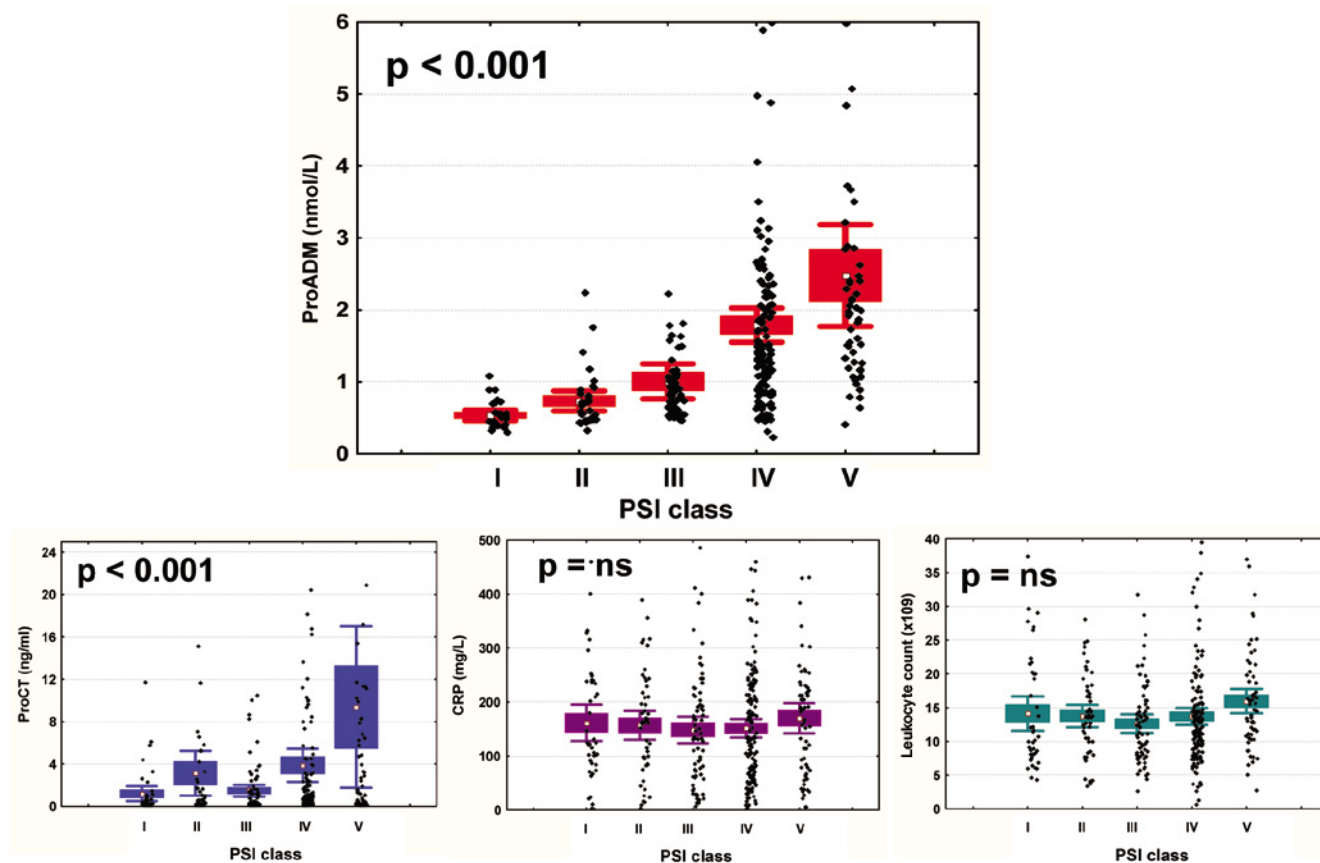 6
p < 0.001
5
4
3
2
1
0
ProADM (nmol/L)
I II III IV V
PSI class
24
p < 0.001
20
16
12
8
4
0
ProCT (ng/ml)
I II III IV V
PSI class
500
p = ns
400
300
200
100
0
CRP (mg/L)
I II III IV V
PSI class
40
p = ns
35
30
25
20
15
10
5
0
Leukocyte count (x109)
I II III IV V
PSI class